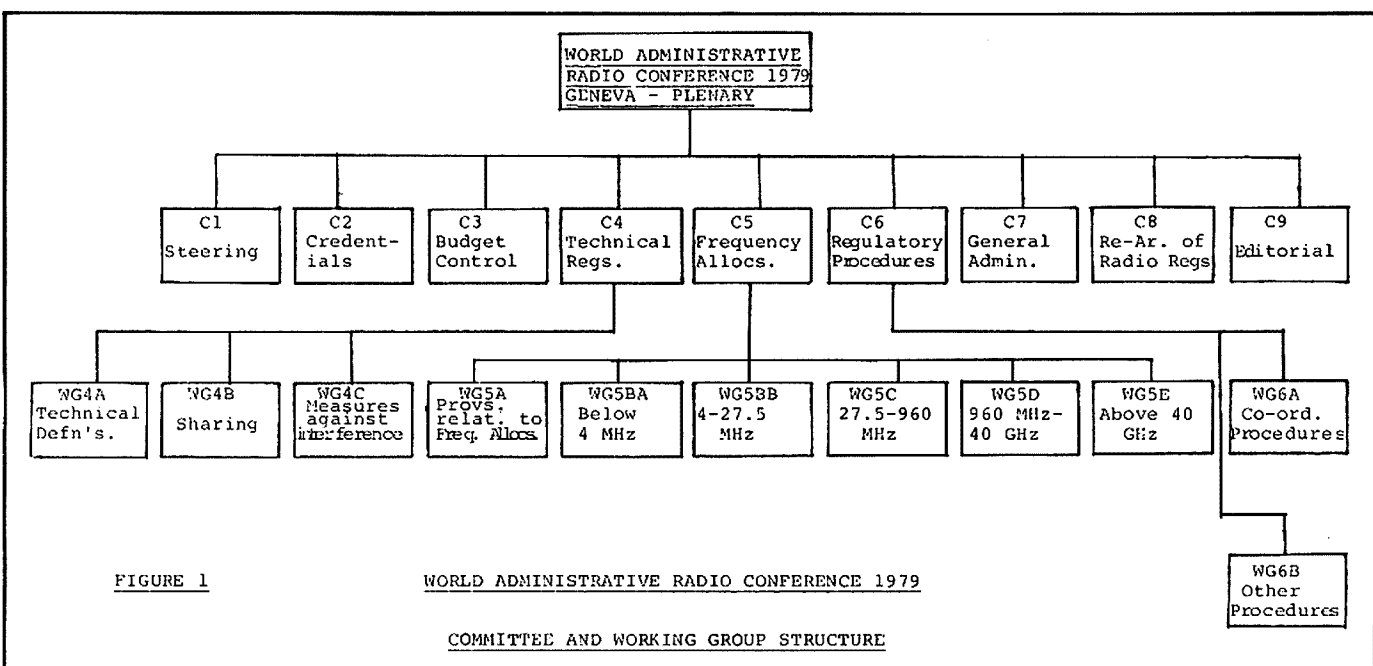 WORLD ADMINISTRATIVE
RADIO CONFERENCE 1979
GENEVA - PLENARY
C1
Steering
C2
Credent-
ials
C3
Budget
Control
C4
Technical
Regs.
C5
Frequency
Allocs.
C6
Regulatory
Procedures
C7
General
Admin.
C8
Re-Ar. of
Radio Regs
C9
Editorial
WG4A
Technical
Defn's.
WG4B
Sharing
WG4C
Measures
against
interference
WG5A
Provs.
relat. to
Freq. Allocs.
WG5BA
Below
4 MHz
WG5BB
4-27.5
MHz
WG5C
27.5-960
MHz
WG5D
960 MHz-
40 GHz
WG5E
Above 40
GHz
WG6A
Co-ord.
Procedures
WG6B
Other
Procedures
FIGURE 1
WORLD ADMINISTRATIVE RADIO CONFERENCE 1979
COMMITTEE AND WORKING GROUP STRUCTURE